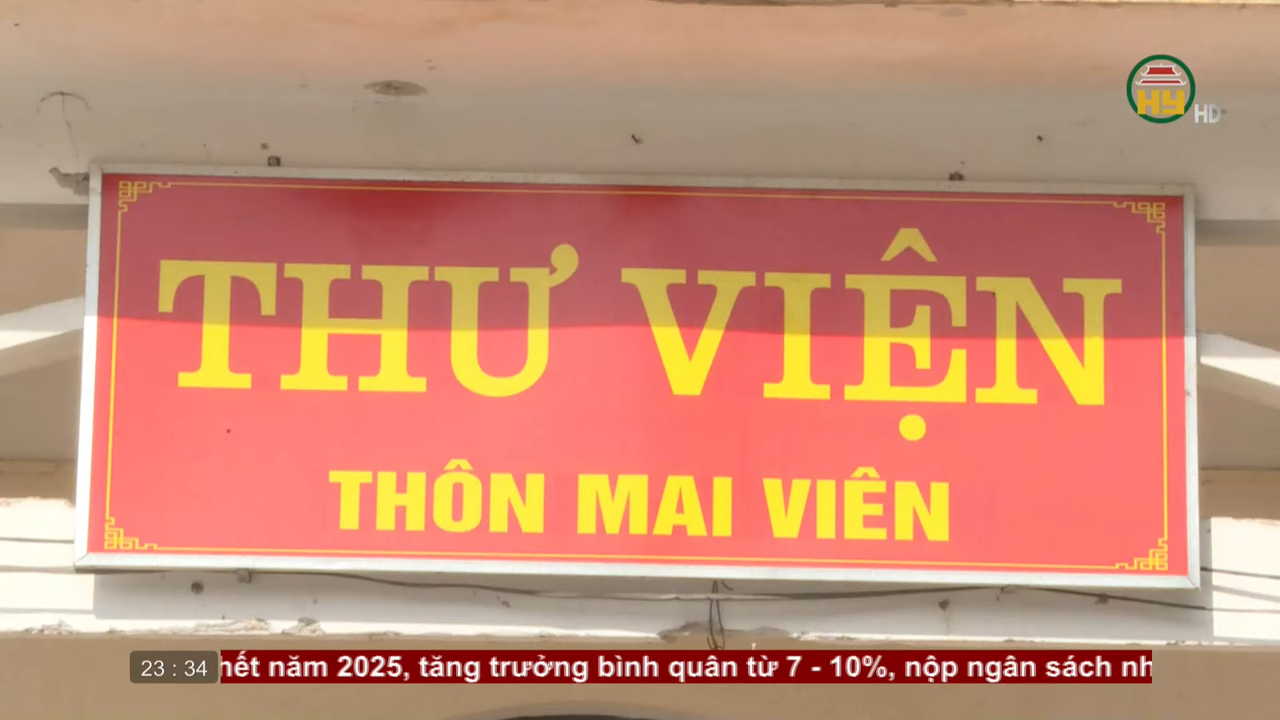 HY HD
THƯ VIỆN
THÔN MAI VIÊN
23 : 34
hết năm 2025, tăng trưởng bình quân từ 7 - 10%, nộp ngân sách